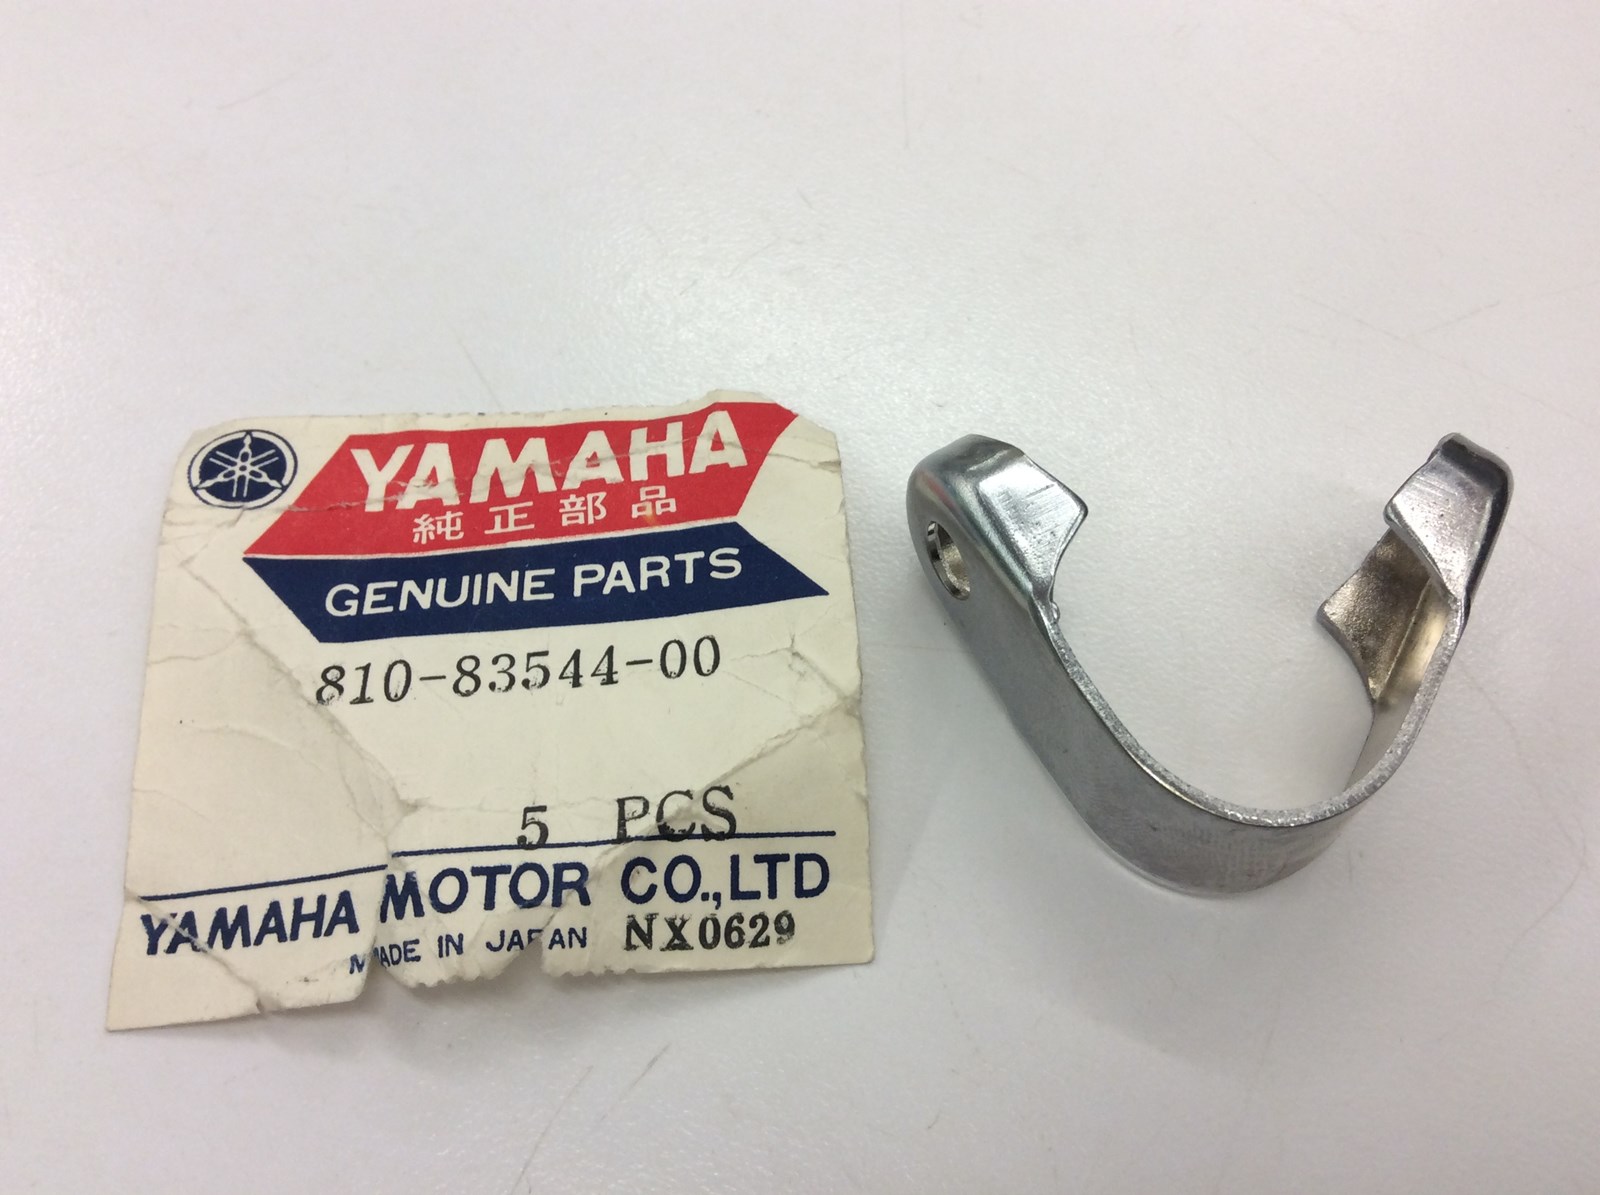 YAMAHA
純正部品
GENUINE PARTS
810-83544-00
5 PCS
YAMAHA MOTOR CO.,LTD
MADE IN JAPAN NX0629